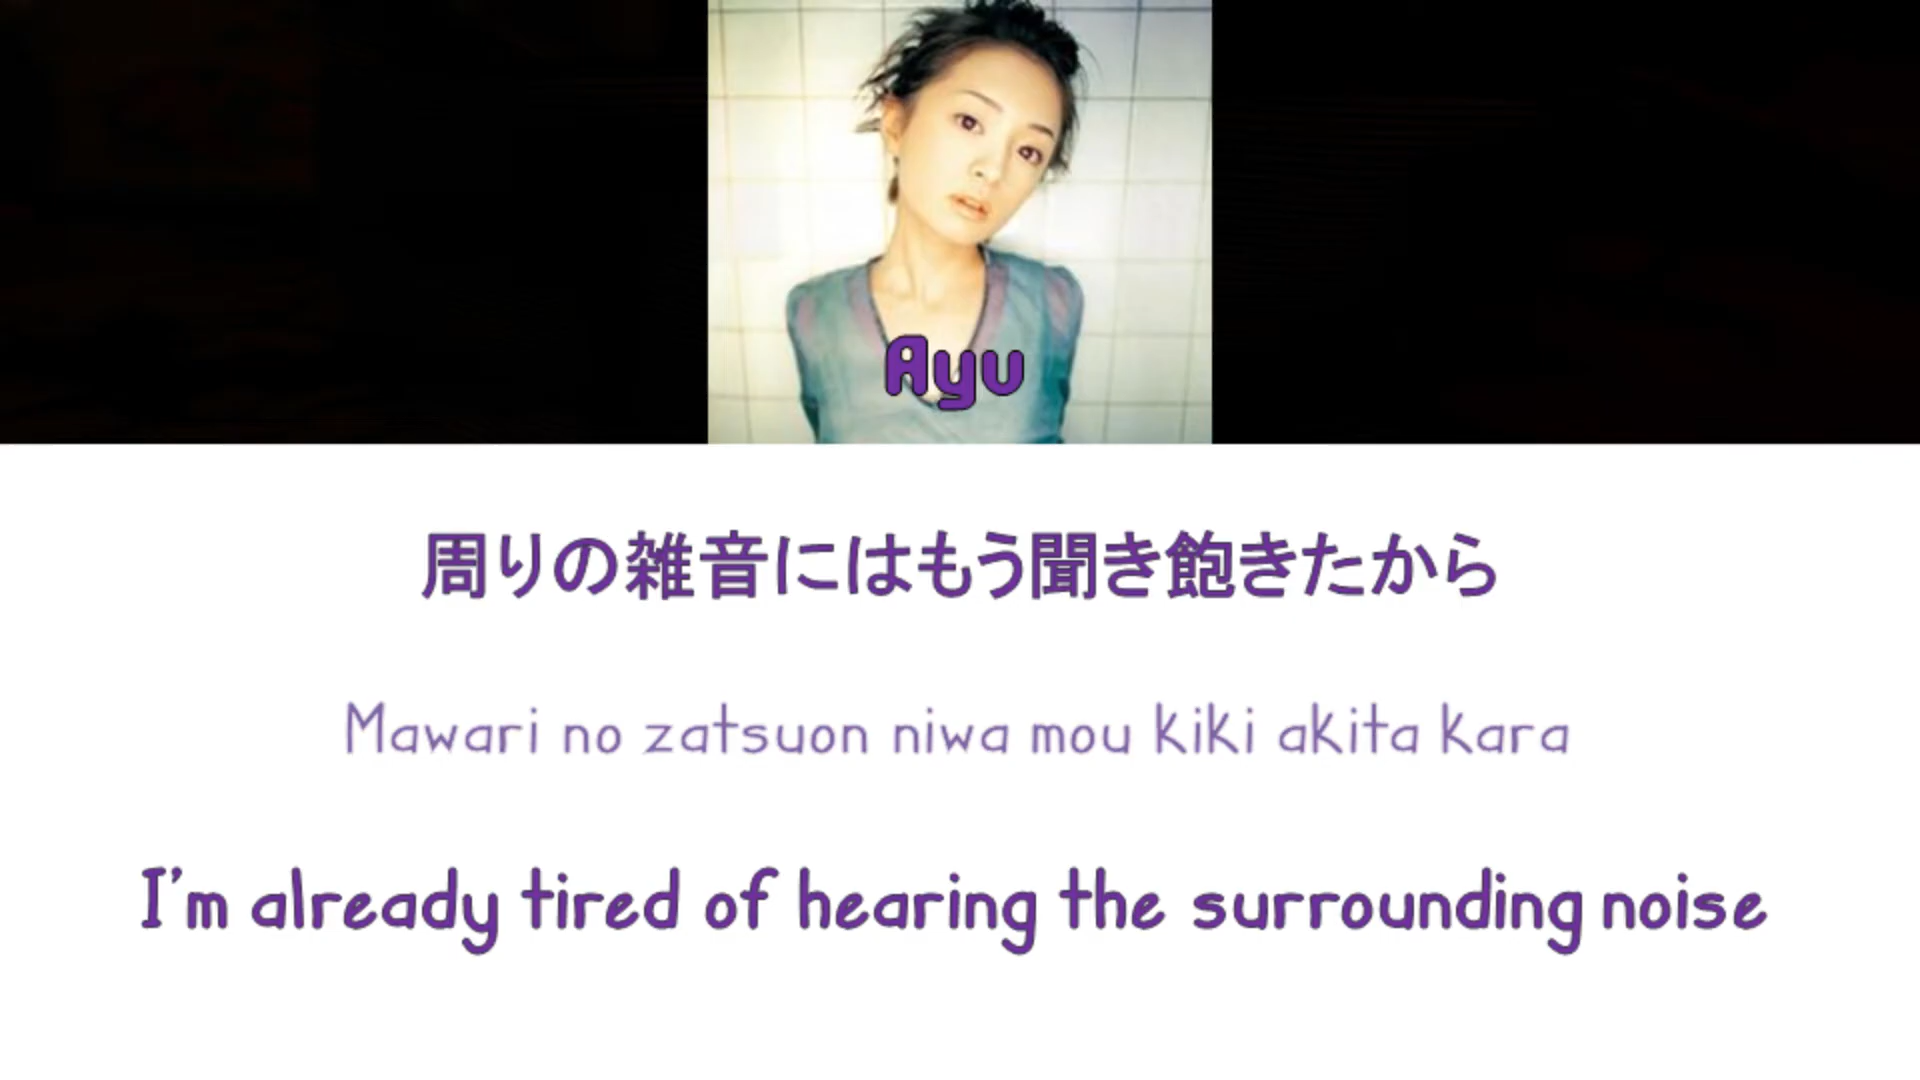 Ayu
周りの雑音にはもう聞き飽きたから
Mawari no zatsuon niwa mou kiki akita kara
I'm already tired of hearing the surrounding noise